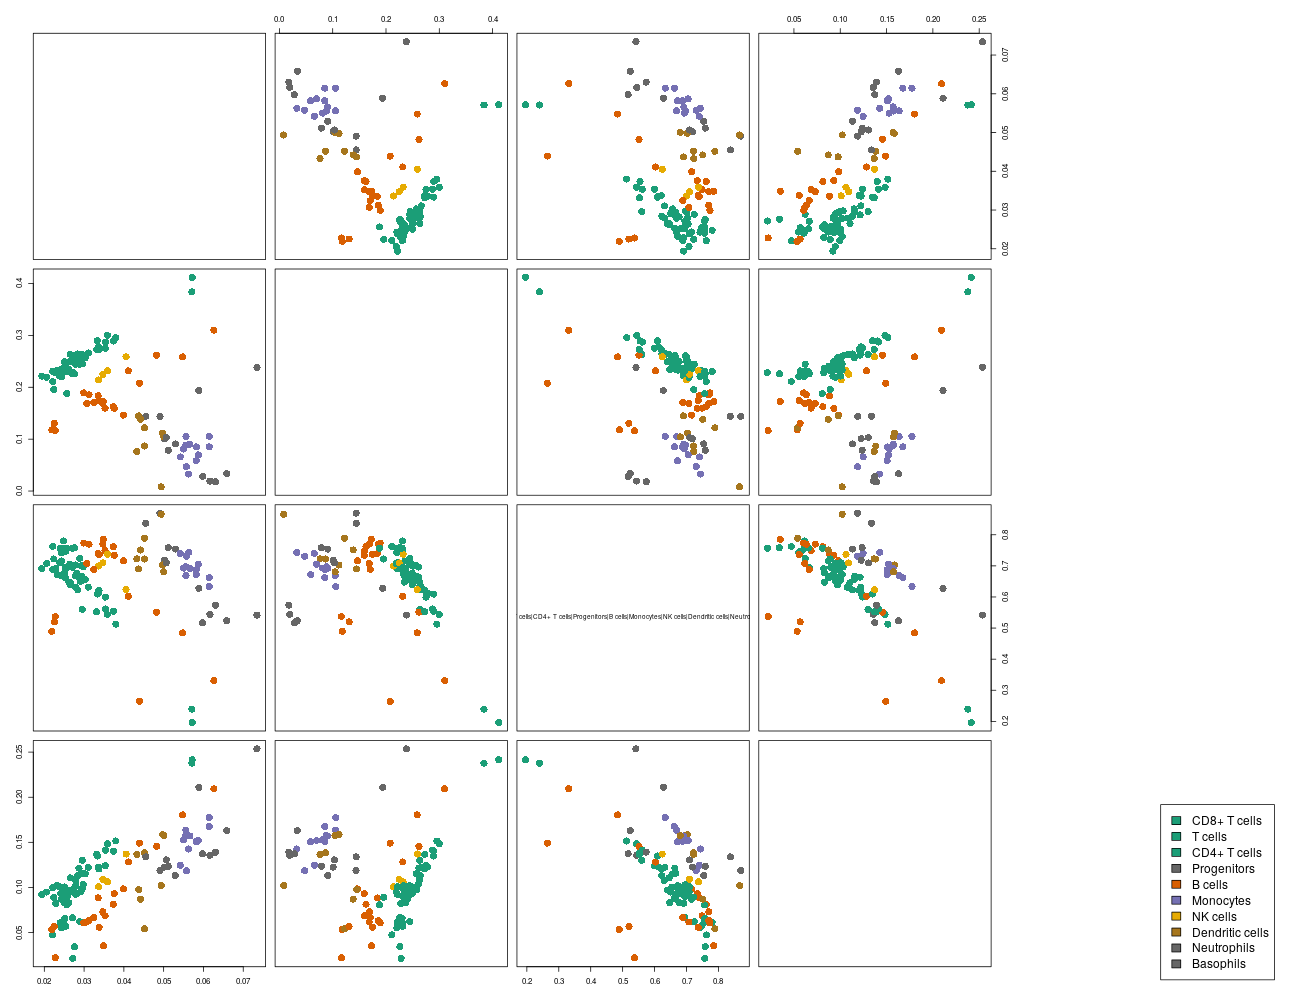 0.0 0.1 0.2 0.3 0.4
0.05 0.10 0.15 0.20 0.25
0.02 0.03 0.04 0.05 0.06 0.07
0.0 0.1 0.2 0.3 0.4
cells|CD4+ T cells|Progenitors|B cells|Monocytes|NK cells|Dendritic cells|Neutro
0.2 0.3 0.4 0.5 0.6 0.7 0.8
0.05 0.10 0.15 0.20 0.25
0.02 0.03 0.04 0.05 0.06 0.07
0.2 0.3 0.4 0.5 0.6 0.7 0.8
CD8+ T cells
T cells
CD4+ T cells
Progenitors
B cells
Monocytes
NK cells
Dendritic cells
Neutrophils
Basophils